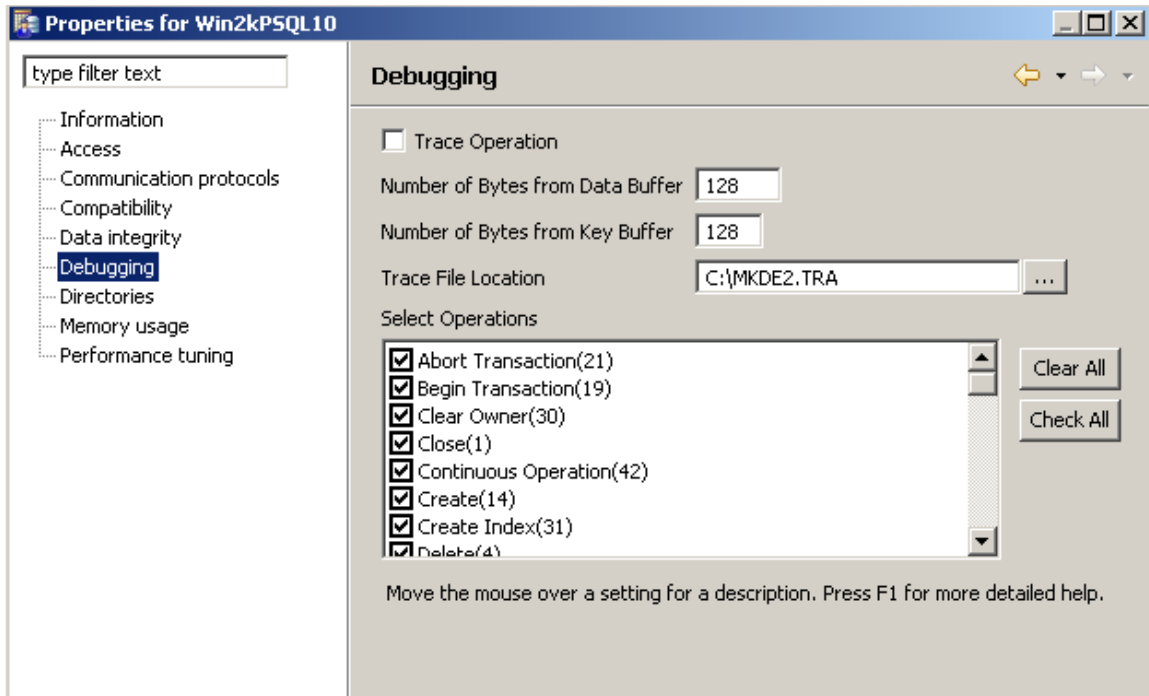 Properties for Win2kPSQL10
type filter text
Information
Access
Communication protocols
Compatibility
Data integrity
Debugging
Directories
Memory usage
Performance tuning
Debugging
Trace Operation
Number of Bytes from Data Buffer 128
Number of Bytes from Key Buffer 128
Trace File Location C:\MKDE2.TRA ...
Select Operations
Abort Transaction(21)
Begin Transaction(19)
Clear Owner(30)
Close(1)
Continuous Operation(42)
Create(14)
Create Index(31)
Delete(4)
Clear All
Check All
Move the mouse over a setting for a description. Press F1 for more detailed help.